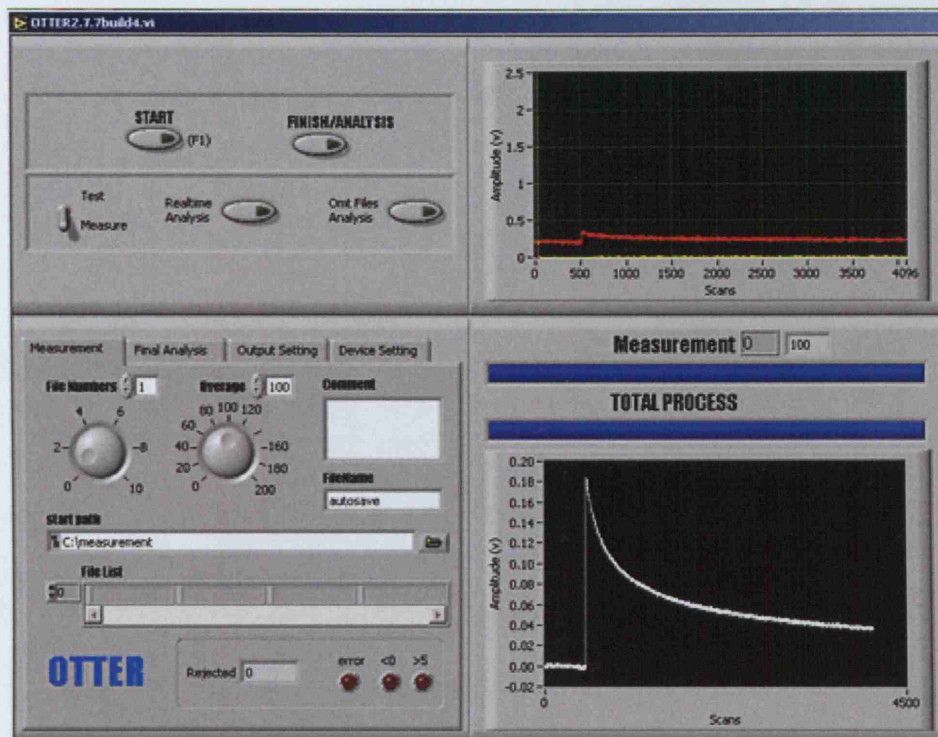 OTTER2.7.7build4.vi
START
(F1)
FINISH/ANALYSIS
Test
Measure
Realtime Analysis
Omt Files Analysis
2.5
2
1.5
1
0.5
0
Amplitude (v)
0 500 1000 1500 2000 2500 3000 3500 4096
Scans
Measurement
Final Analysis
Output Setting
Device Setting
File Numbers 1
0 2 4 6 8 10
Average 100
0 20 40 60 80 100 120 160 180 200
Comment
FileName
autosave
start path
C:\measurement
File List
0
OTTER
Rejected 0
error <0 >5
Measurement 0 100
TOTAL PROCESS
0.20
0.18
0.16
0.14
0.12
0.10
0.08
0.06
0.04
0.02
0.00
-0.02
Amplitude (v)
0 4500
Scans